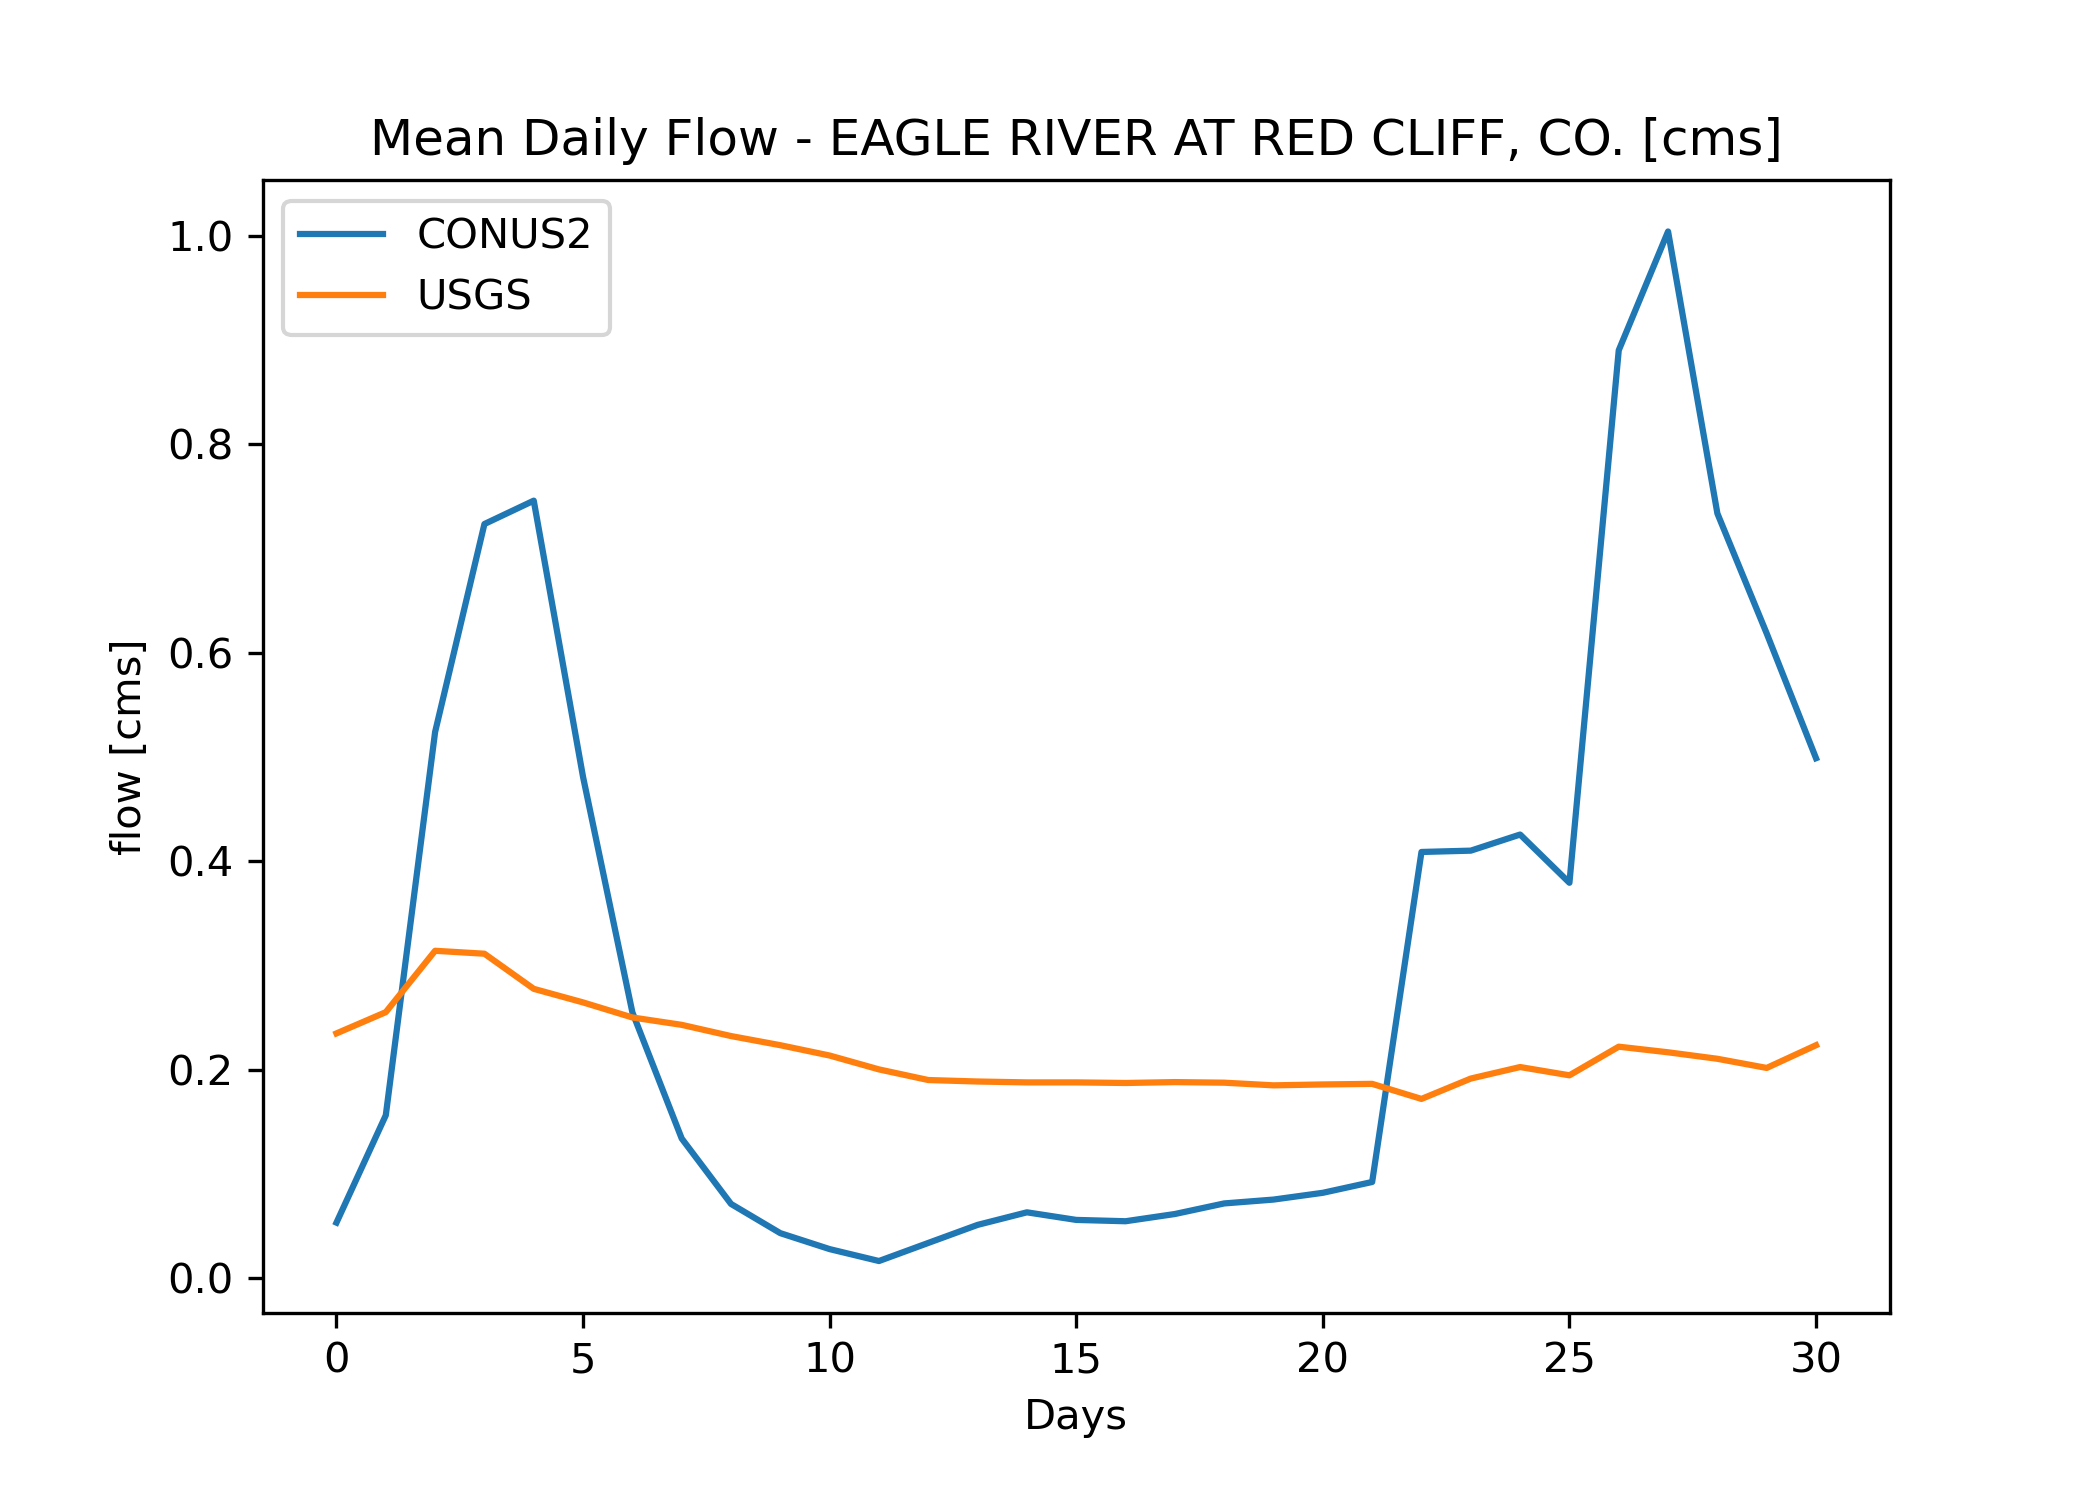 Mean Daily Flow - EAGLE RIVER AT RED CLIFF, CO. [cms]
CONUS2
USGS
1.0
0.8
0.6
0.4
0.2
0.0
flow [cms]
0 5 10 15 20 25 30
Days